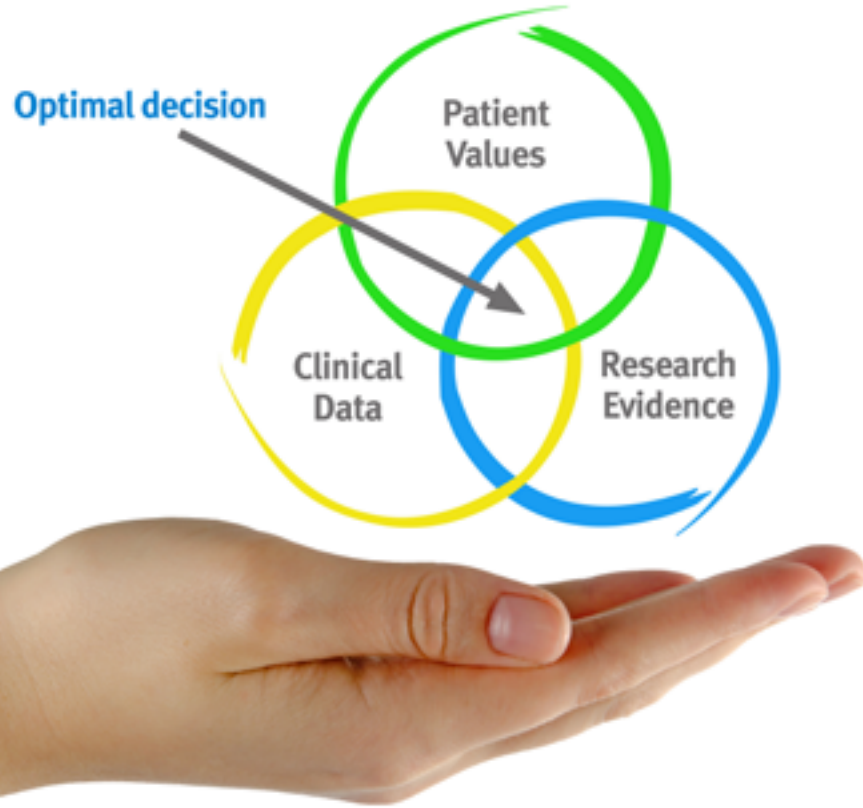 Optimal decision
Patient
Values
Clinical
Data
Research
Evidence